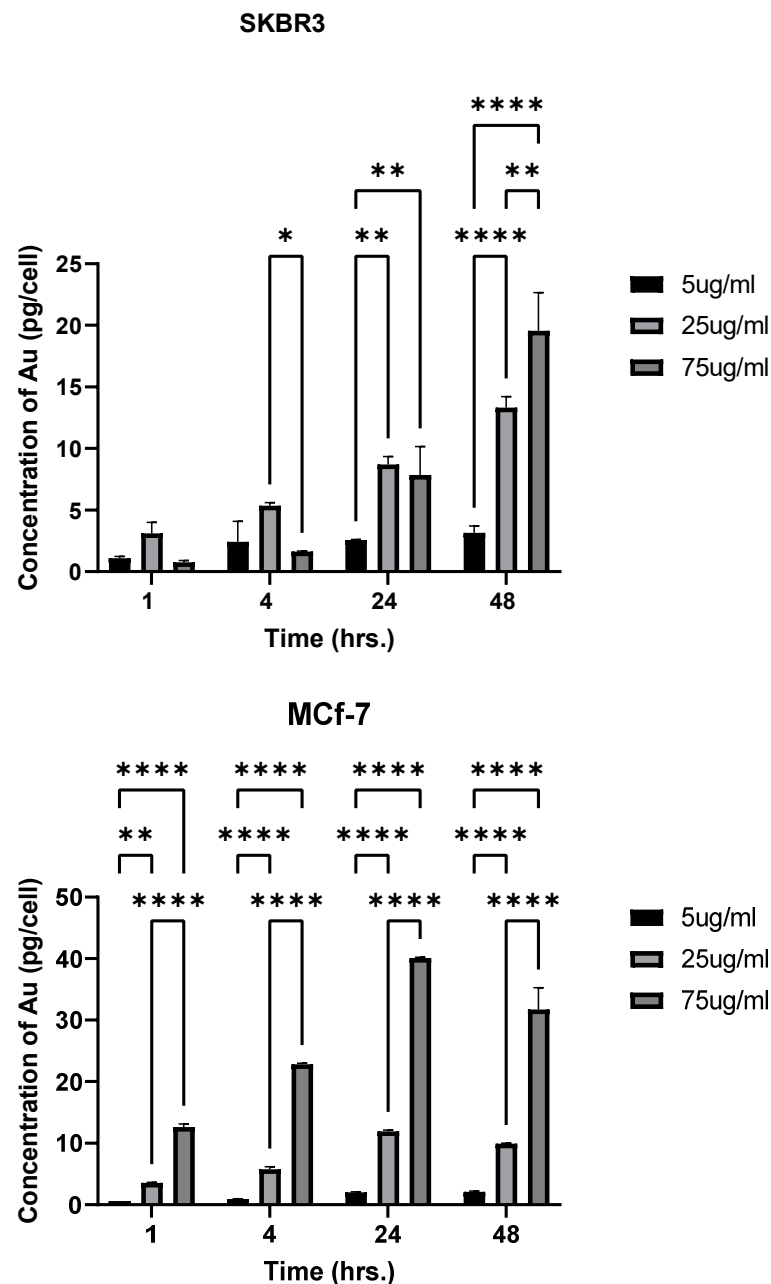 SKBR3
****
** **
* ** ****
Concentration of Au (pg/cell)
25
20
15
10
5
0
1 4 24 48
Time (hrs.)
5ug/ml
25ug/ml
75ug/ml
MCf-7
**** **** **** ****
** **** **** ****
**** **** **** ****
Concentration of Au (pg/cell)
50
40
30
20
10
0
1 4 24 48
Time (hrs.)
5ug/ml
25ug/ml
75ug/ml